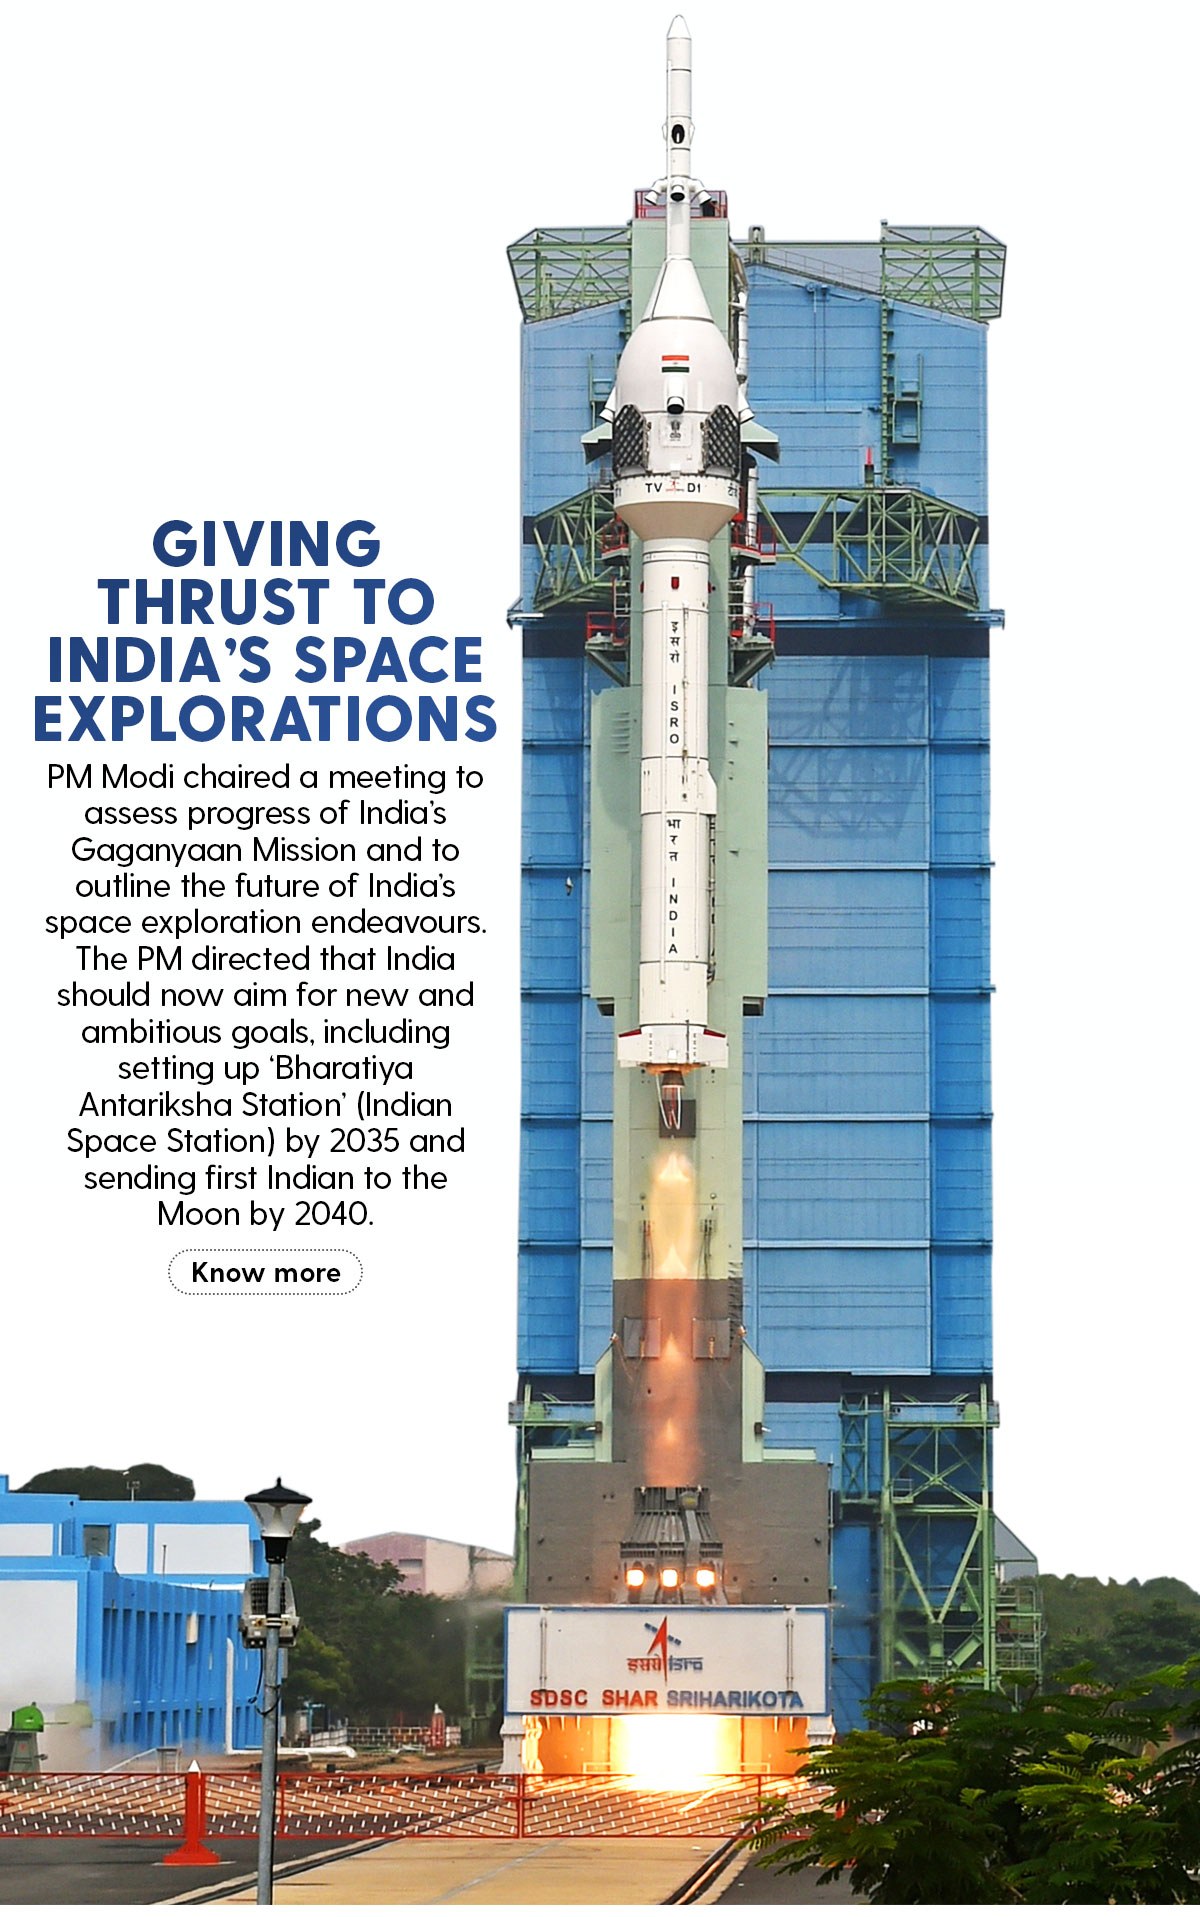 GIVING
THRUST TO
INDIA’S SPACE
EXPLORATIONS
PM Modi chaired a meeting to
assess progress of India’s
Gaganyaan Mission and to
outline the future of India’s
space exploration endeavours.
The PM directed that India
should now aim for new and
ambitious goals, including
setting up ‘Bharatiya
Antariksha Station’ (Indian
Space Station) by 2035 and
sending first Indian to the
Moon by 2040.
Know more
TV D1
इसरो ISRO
भारत INDIA
इसरो isro
SDSC SHAR SRIHARIKOTA